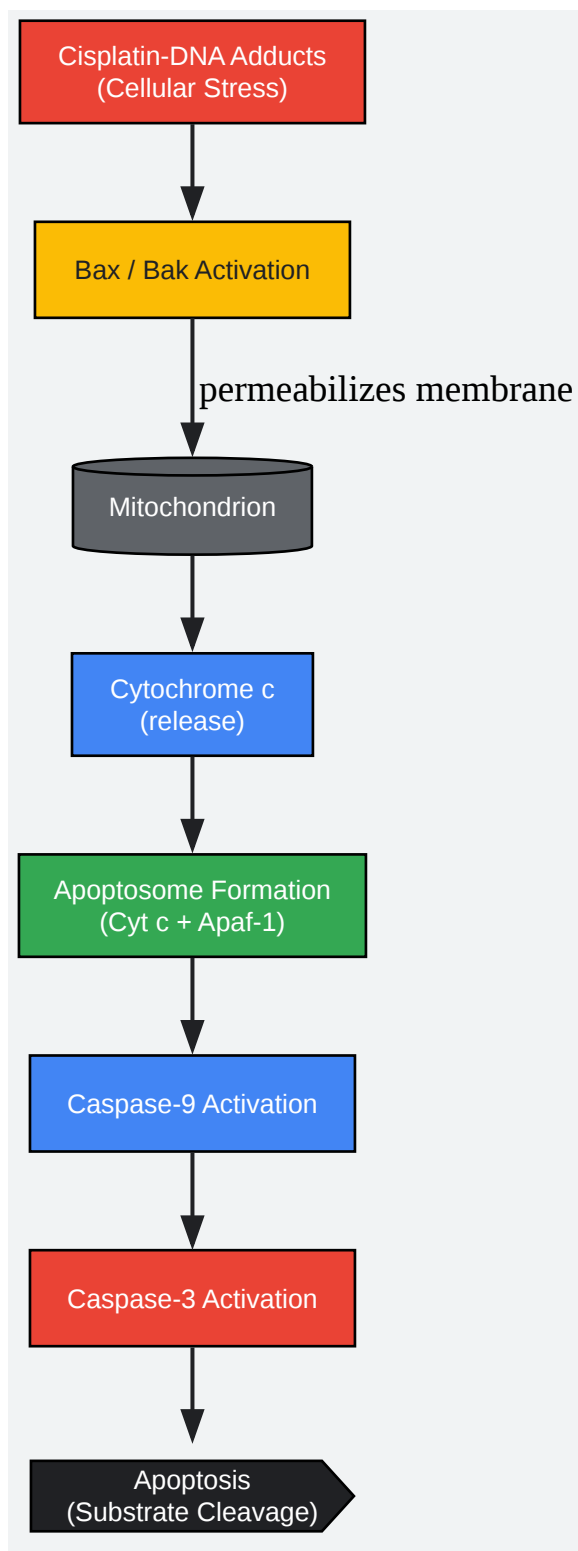 Cisplatin-DNA Adducts
(Cellular Stress)
Bax / Bak Activation
permeabilizes membrane
Mitochondrion
Cytochrome c
(release)
Apoptosome Formation
(Cyt c + Apaf-1)
Caspase-9 Activation
Caspase-3 Activation
Apoptosis
(Substrate Cleavage)